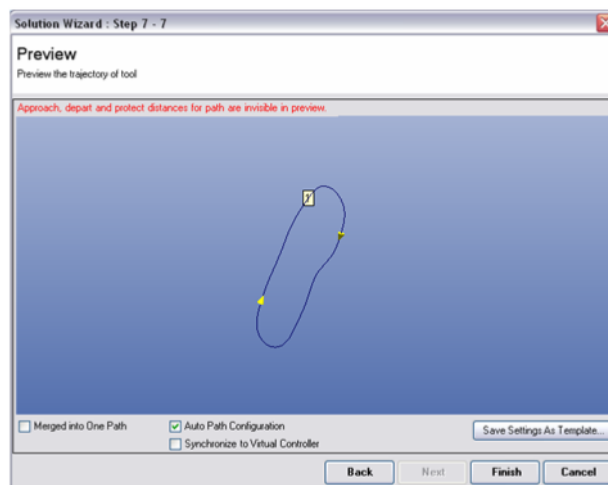 Solution Wizard : Step 7 - 7
Preview
Preview the trajectory of tool
Approach, depart and protect distances for path are invisible in preview.
Merged into One Path
Auto Path Configuration
Save Settings As Template...
Synchronize to Virtual Controller
Back
Next
Finish
Cancel